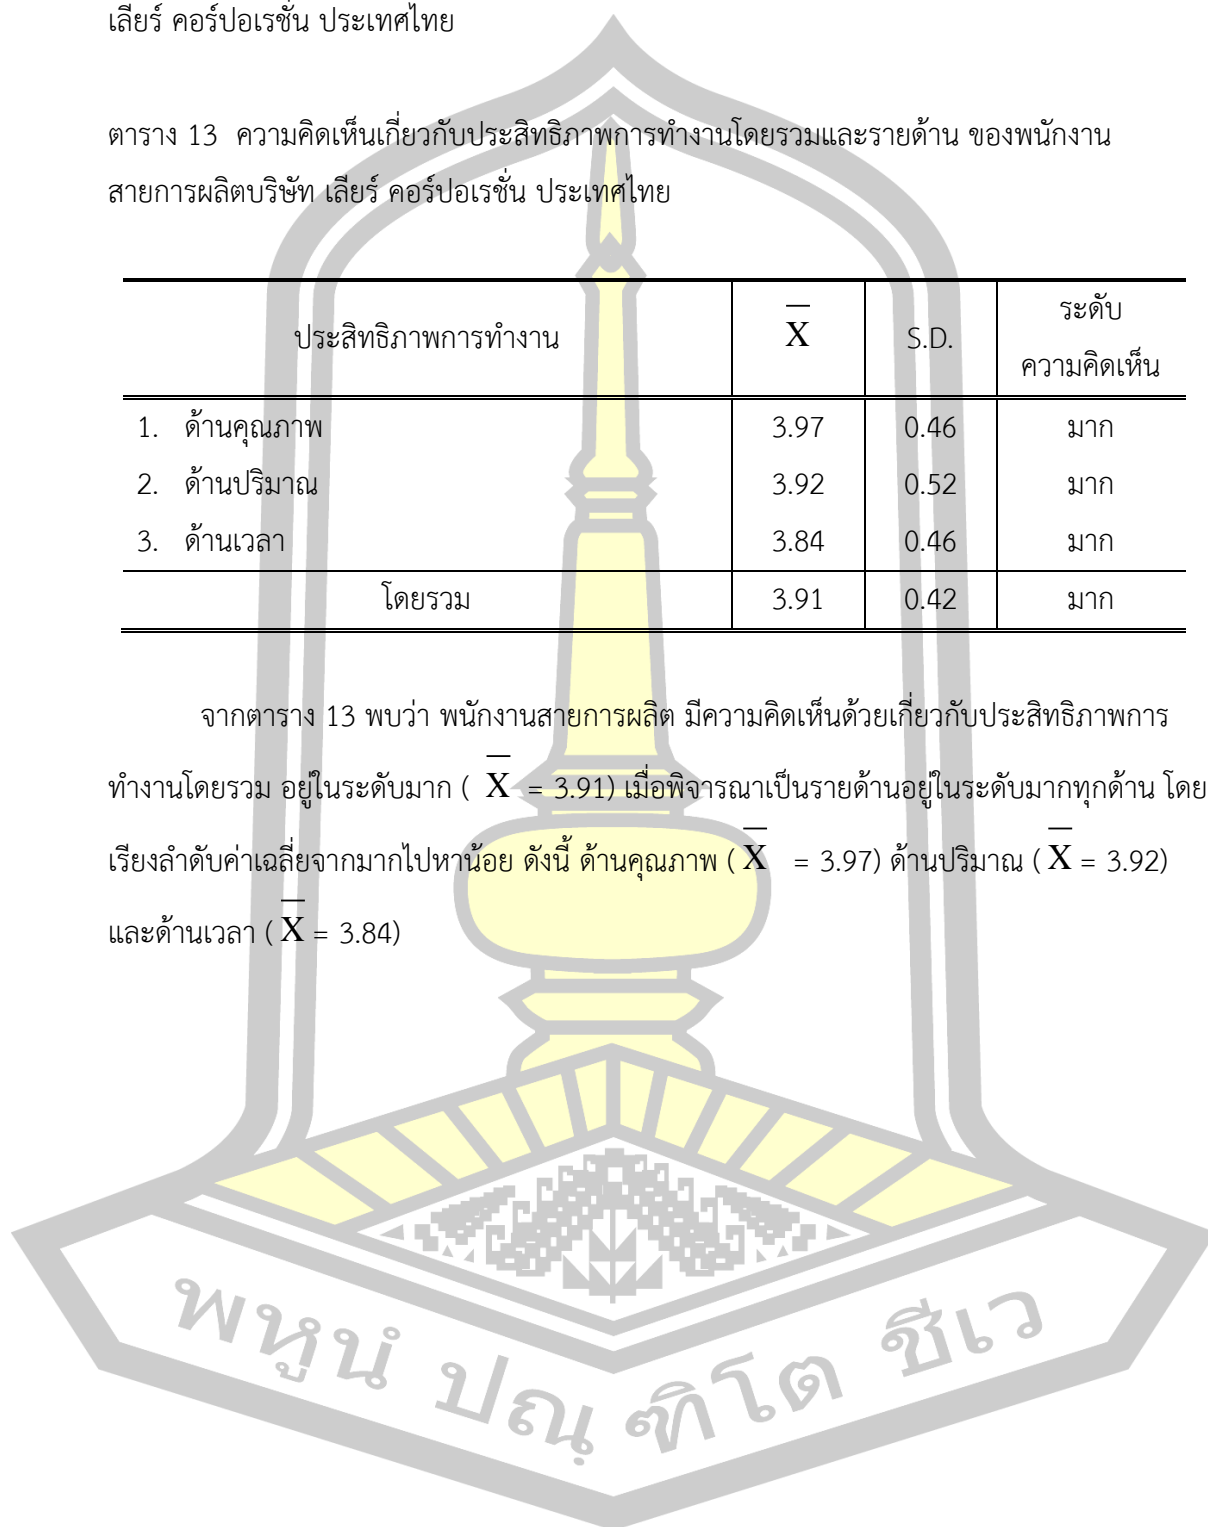 เลียร์ คอร์ปอเรชั่น ประเทศไทย
ตาราง 13 ความคิดเห็นเกี่ยวกับประสิทธิภาพการทำงานโดยรวมและรายด้าน ของพนักงาน
สายการผลิตบริษัท เลียร์ คอร์ปอเรชั่น ประเทศไทย
ประสิทธิภาพการทำงาน X̄ S.D. ระดับ
ความคิดเห็น
1. ด้านคุณภาพ 3.97 0.46 มาก
2. ด้านปริมาณ 3.92 0.52 มาก
3. ด้านเวลา 3.84 0.46 มาก
โดยรวม 3.91 0.42 มาก
จากตาราง 13 พบว่า พนักงานสายการผลิต มีความคิดเห็นด้วยเกี่ยวกับประสิทธิภาพการ
ทำงานโดยรวม อยู่ในระดับมาก ( X̄ = 3.91) เมื่อพิจารณาเป็นรายด้านอยู่ในระดับมากทุกด้าน โดย
เรียงลำดับค่าเฉลี่ยจากมากไปหาน้อย ดังนี้ ด้านคุณภาพ ( X̄ = 3.97) ด้านปริมาณ ( X̄ = 3.92)
และด้านเวลา ( X̄ = 3.84)
พหูนํ ปณฺฑิโต ชีเว